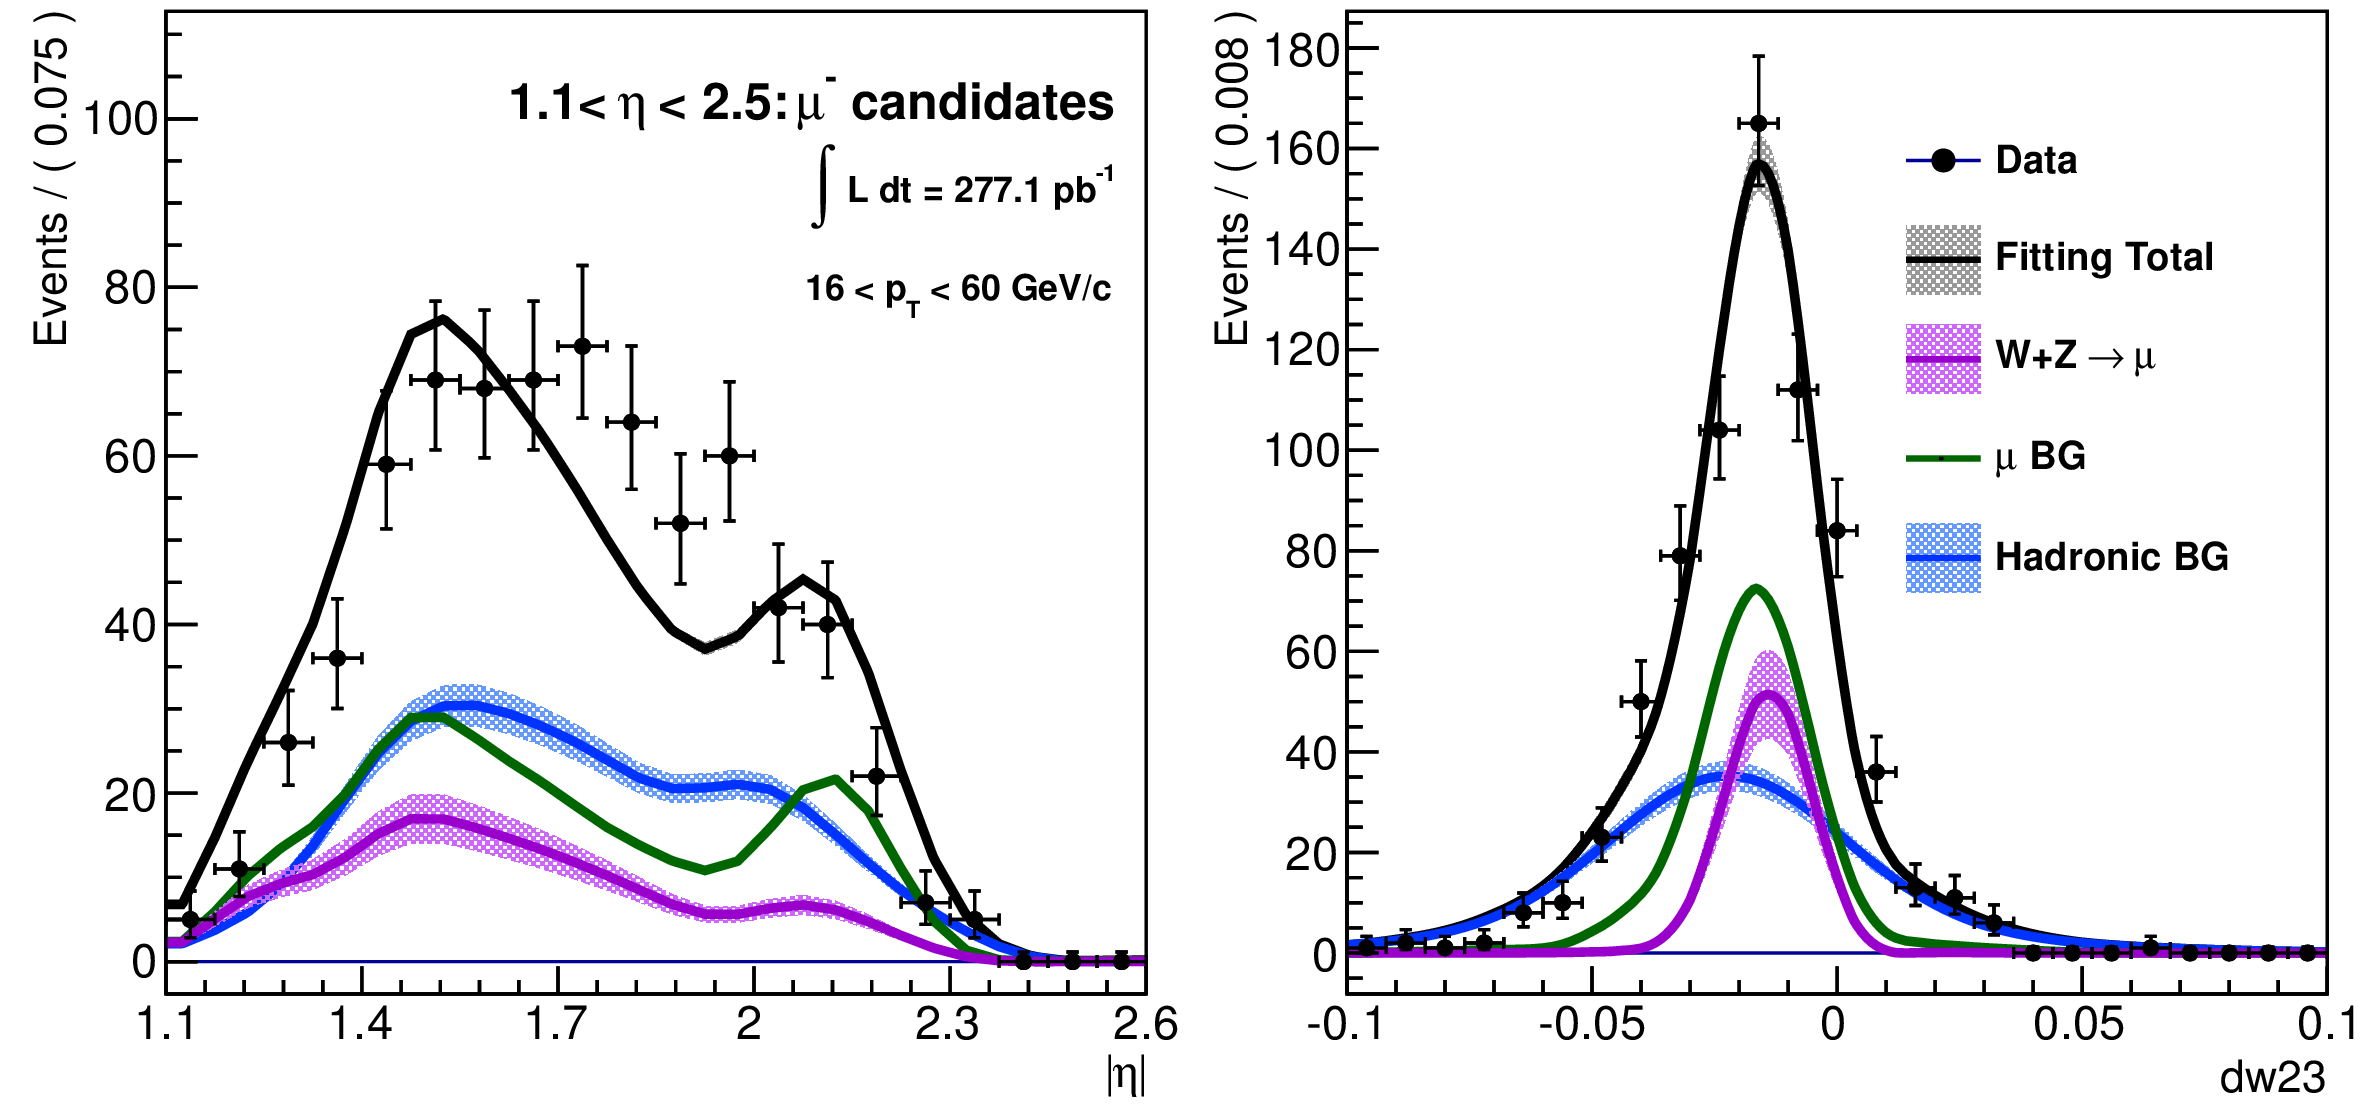 Events / ( 0.075 )
100
80
60
40
20
0
1.1< η < 2.5: μ⁻ candidates
∫ L dt = 277.1 pb⁻¹
16 < p_T < 60 GeV/c
1.1 1.4 1.7 2 2.3 2.6
|η|
Events / ( 0.008 )
180
160
140
120
100
80
60
40
20
0
Data
Fitting Total
W+Z → μ
μ BG
Hadronic BG
-0.1 -0.05 0 0.05 0.1
dw23